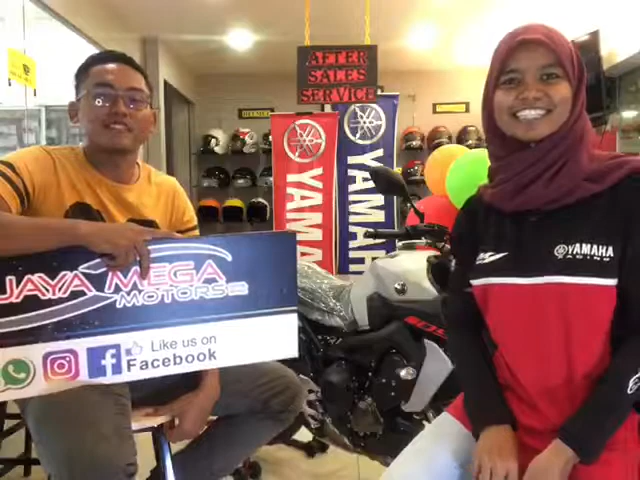 AFTER
SALES
SERVICE
YAMAHA
YAMAHA
YAMAHA
RACING
JAYA MEGA
MOTORS
Like us on
Facebook